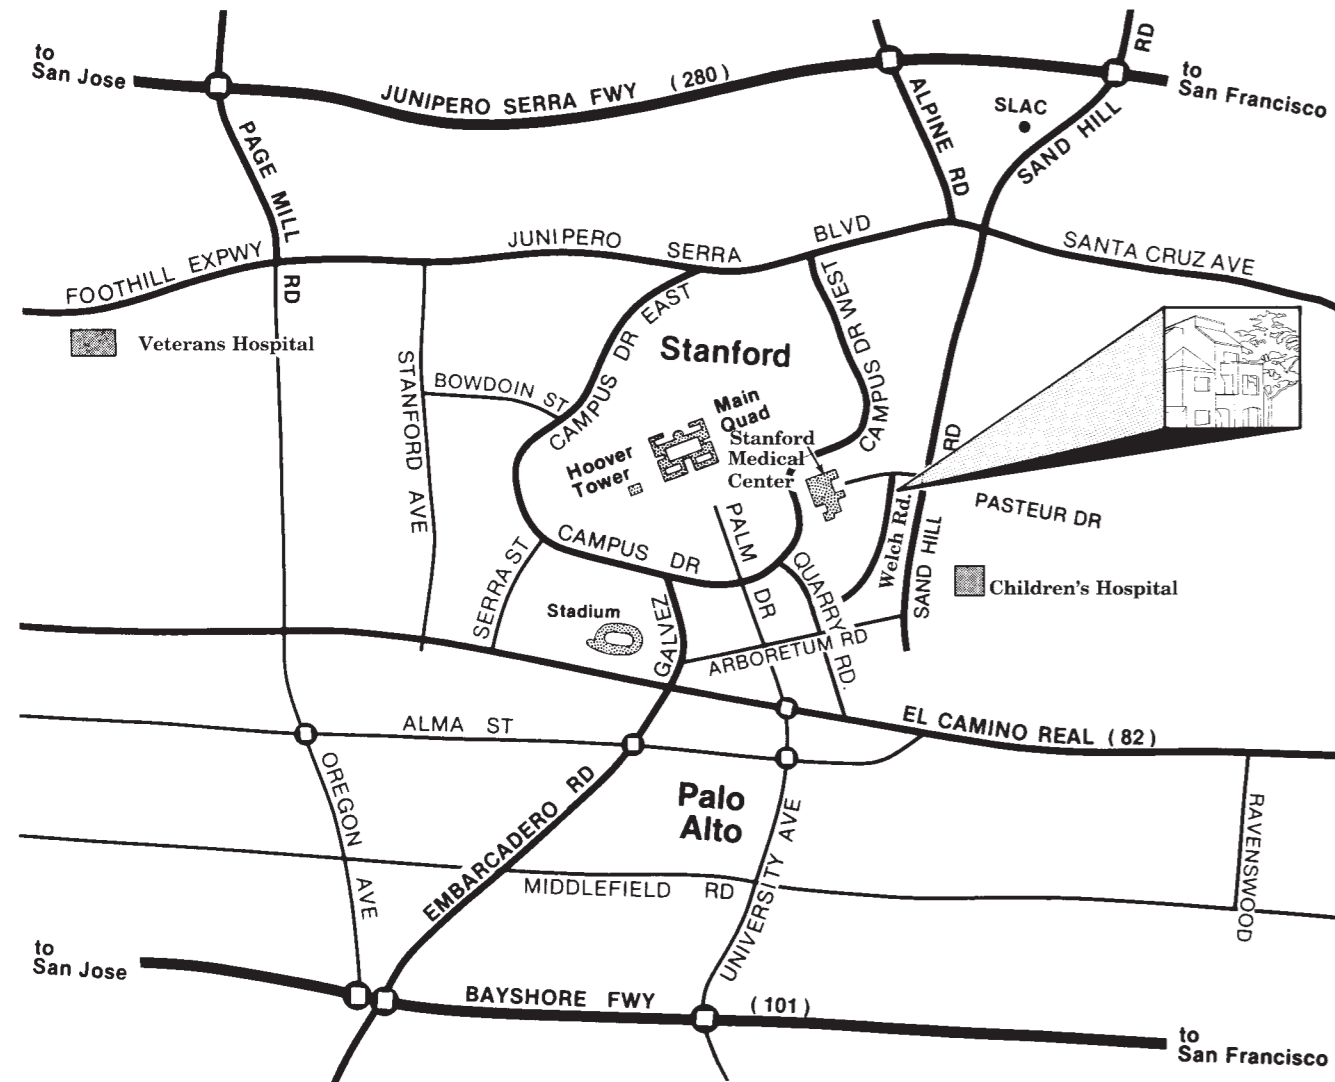 to
San Jose
JUNIPERO SERRA FWY (280)
to
San Francisco
RD
SLAC
SAND HILL
ALPINE RD
PAGE MILL
RD
FOOTHILL EXPWY
JUNIPERO SERRA BLVD
SANTA CRUZ AVE
Veterans Hospital
STANFORD AVE
BOWDOIN ST
CAMPUS DR EAST
Stanford
CAMPUS DR WEST
Main
Quad
Hoover
Tower
Stanford
Medical
Center
RD
PASTEUR DR
Welch Rd.
SAND HILL
Children's Hospital
PALM
DR
CAMPUS DR
SERRA ST
Stadium
GALVEZ
QUARRY
RD.
ARBORETUM RD
EL CAMINO REAL (82)
ALMA ST
OREGON
AVE
EMBARCADERO RD
Palo
Alto
UNIVERSITY AVE
MIDDLEFIELD RD
RAVENSWOOD
to
San Jose
BAYSHORE FWY (101)
to
San Francisco